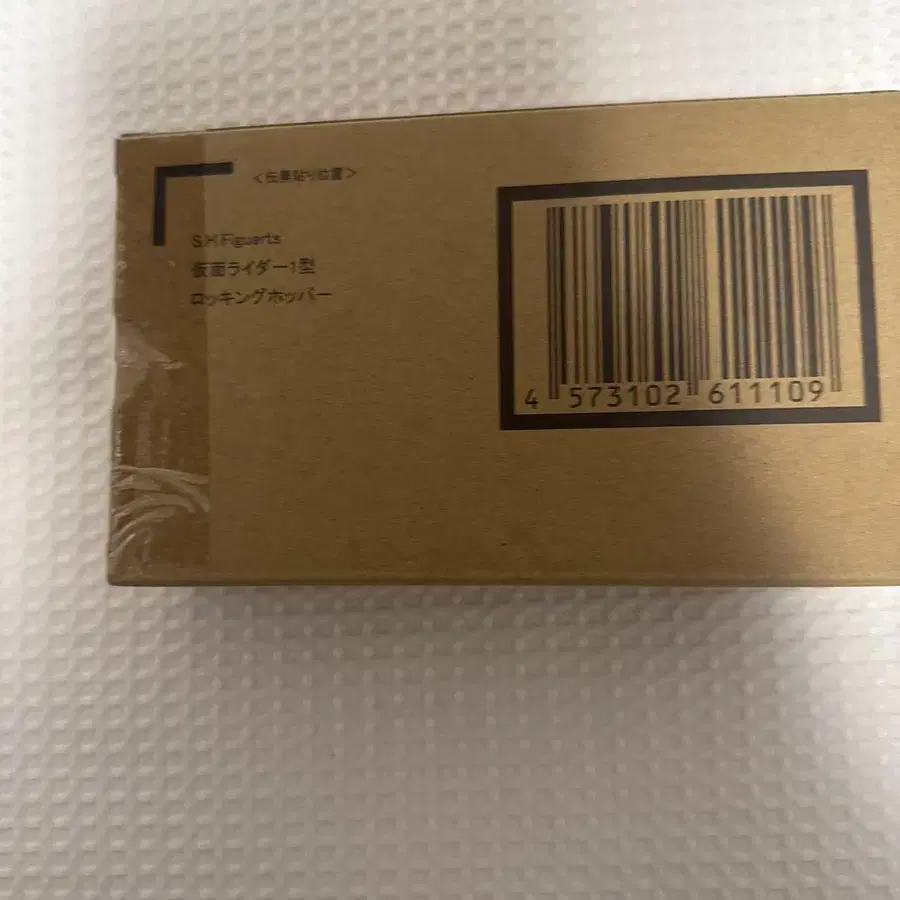 <伝票貼り位置>
S.H.Figuarts
仮面ライダー1型
ロッキングホッパー
4 573102 611109